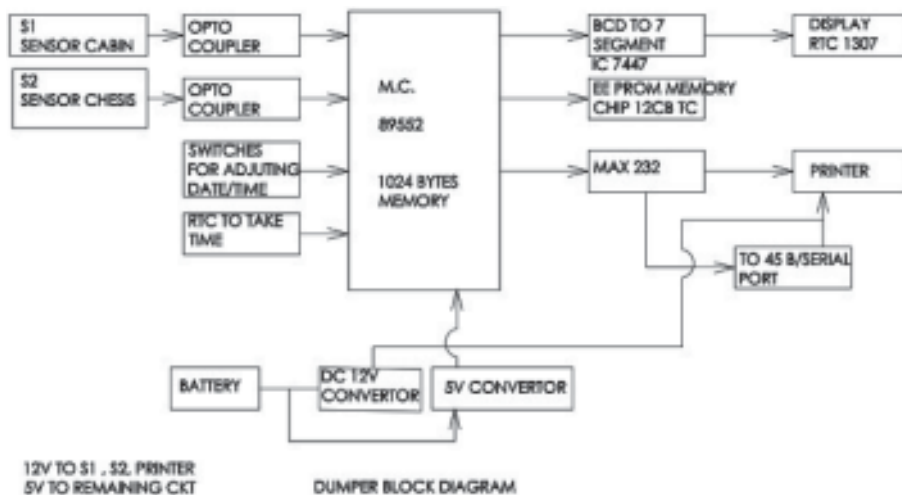 S1
SENSOR CABIN
OPTO
COUPLER
BCD TO 7
SEGMENT
IC 7447
DISPLAY
RTC 1307
S2
SENSOR CHESIS
OPTO
COUPLER
M.C.
89552
1024 BYTES
MEMORY
EE PROM MEMORY
CHIP 12CB TC
SWITCHES
FOR ADJUTING
DATE/TIME
MAX 232
PRINTER
RTC TO TAKE
TIME
TO 45 B/SERIAL
PORT
BATTERY
DC 12V
CONVERTOR
5V CONVERTOR
12V TO S1 , S2, PRINTER
5V TO REMAINING CKT
DUMPER BLOCK DIAGRAM